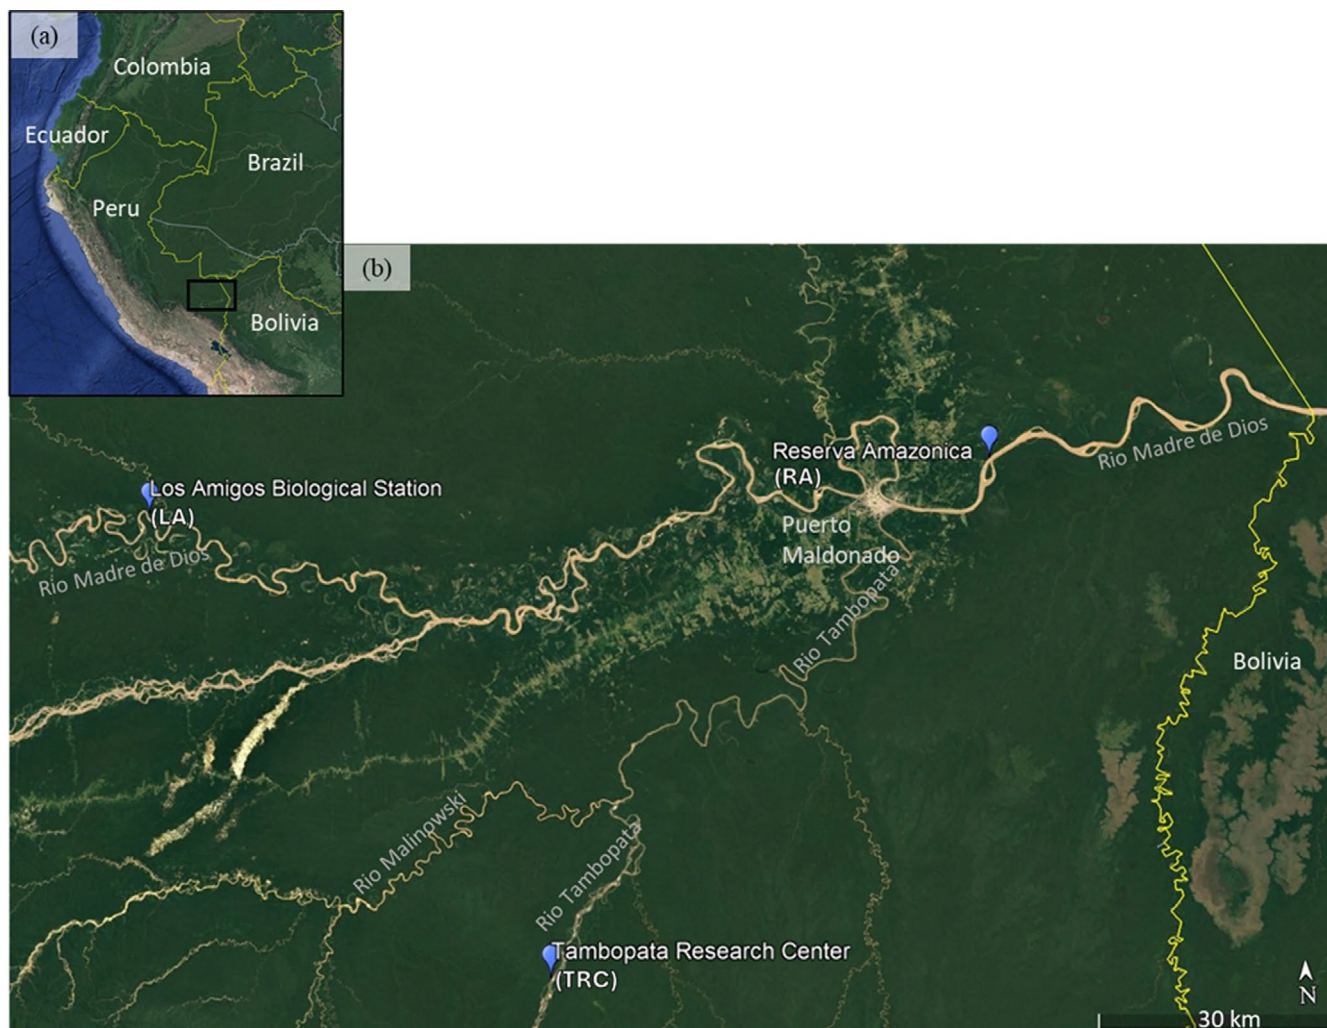 (a)
Colombia
Ecuador
Brazil
Peru
Bolivia
(b)
Rio Madre de Dios
Reserva Amazonica
(RA)
Los Amigos Biological Station
(LA)
Puerto
Maldonado
Rio Madre de Dios
Rio Tambopata
Bolivia
Rio Malinowski
Rio Tambopata
Tambopata Research Center
(TRC)
N
30 km